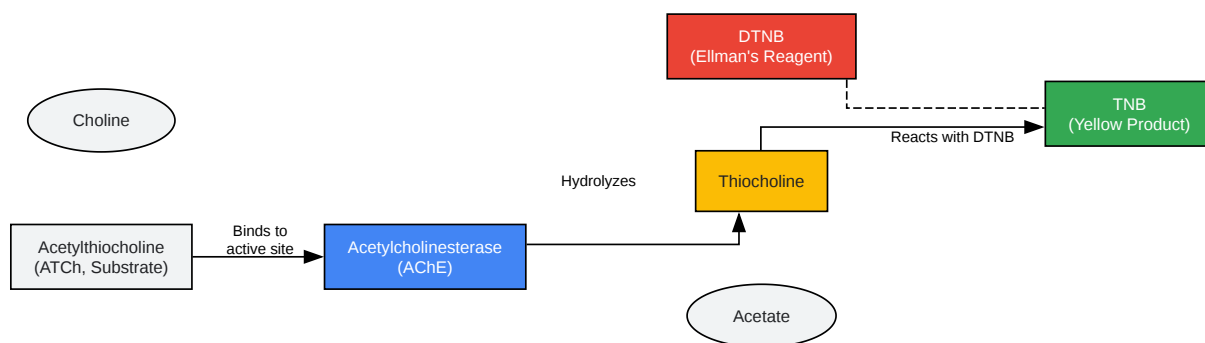 DTNB
(Ellman's Reagent)
TNB
(Yellow Product)
Choline
Reacts with DTNB
Hydrolyzes
Thiocholine
Binds to
active site
Acetylthiocholine
(ATCh, Substrate)
Acetylcholinesterase
(AChE)
Acetate